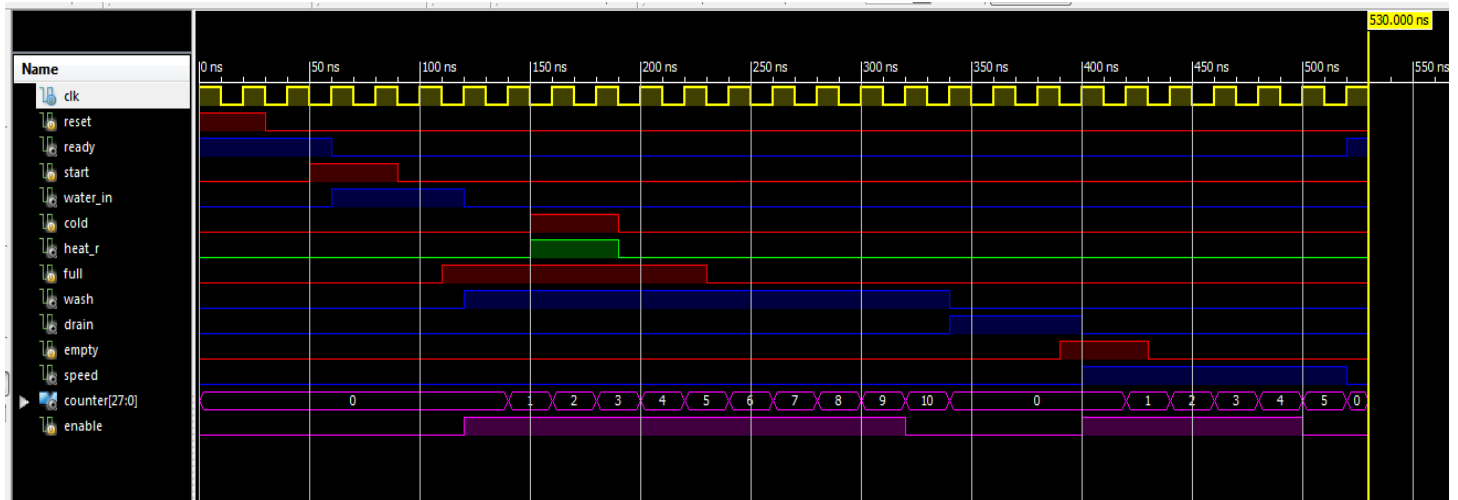 530.000 ns
Name
0 ns 50 ns 100 ns 150 ns 200 ns 250 ns 300 ns 350 ns 400 ns 450 ns 500 ns 550 ns
clk
reset
ready
start
water_in
cold
heat_r
full
wash
drain
empty
speed
counter[27:0] 0 1 2 3 4 5 6 7 8 9 10 0 1 2 3 4 5 0
enable